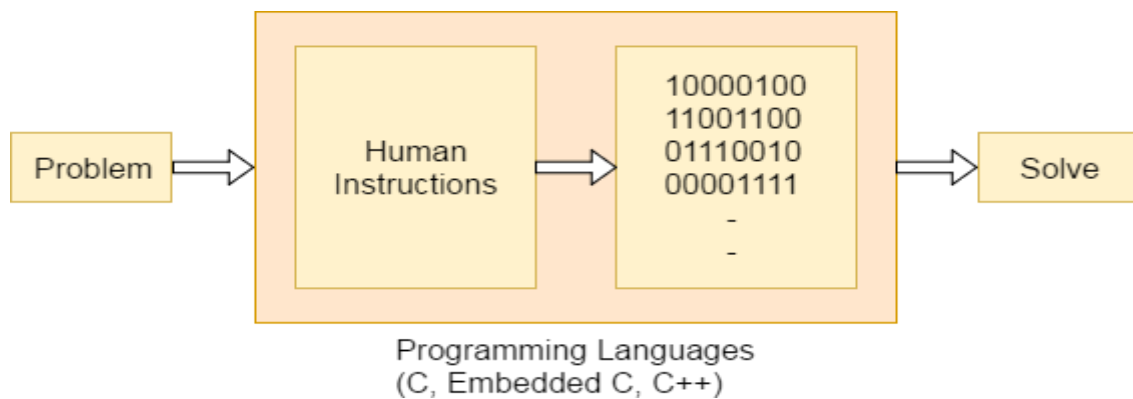 Problem
Human
Instructions
10000100
11001100
01110010
00001111
-
-
Solve
Programming Languages
(C, Embedded C, C++)